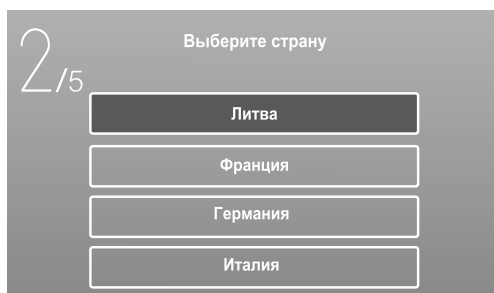 2/5
Выберите страну
Литва
Франция
Германия
Италия